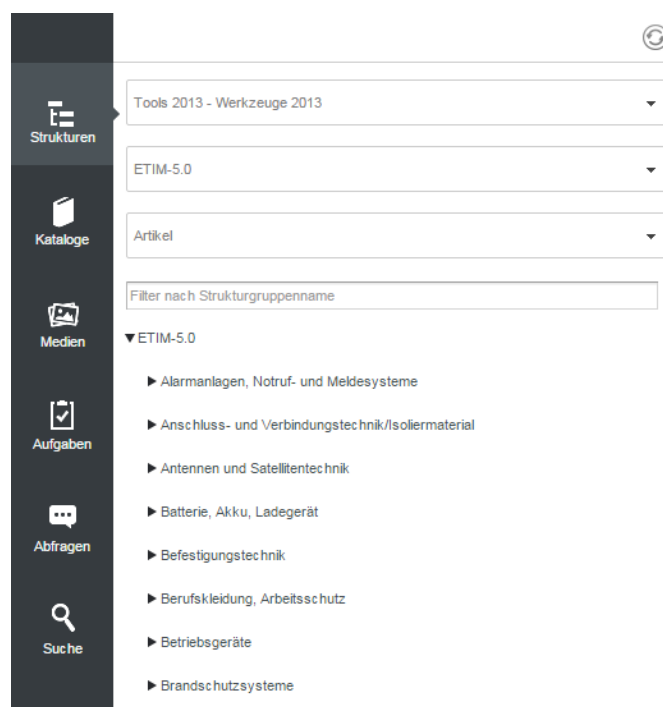 Strukturen
Kataloge
Medien
Aufgaben
Abfragen
Suche
Tools 2013 - Werkzeuge 2013
ETIM-5.0
Artikel
Filter nach Strukturgruppenname
ETIM-5.0
Alarmanlagen, Notruf- und Meldesysteme
Anschluss- und Verbindungstechnik/Isoliermaterial
Antennen und Satellitentechnik
Batterie, Akku, Ladegerät
Befestigungstechnik
Berufskleidung, Arbeitsschutz
Betriebsgeräte
Brandschutzsysteme